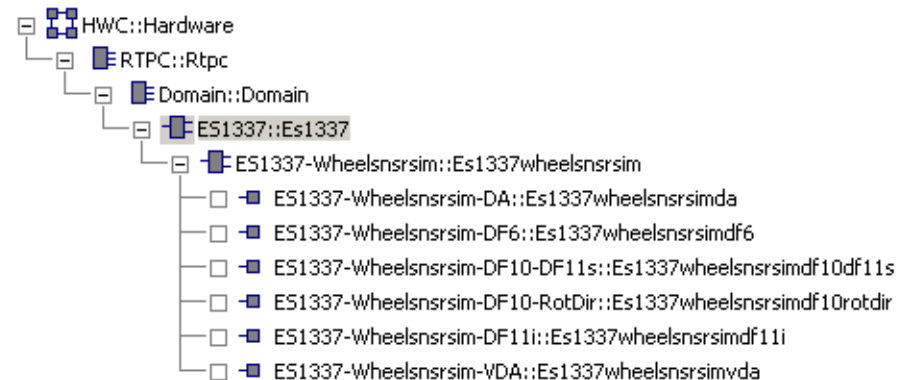 HWC::Hardware
RTPC::Rtpc
Domain::Domain
ES1337::Es1337
ES1337-Wheelsnsrsim::Es1337wheelsnsrsim
ES1337-Wheelsnsrsim-DA::Es1337wheelsnsrsimda
ES1337-Wheelsnsrsim-DF6::Es1337wheelsnsrsimdf6
ES1337-Wheelsnsrsim-DF10-DF11s::Es1337wheelsnsrsimdf10df11s
ES1337-Wheelsnsrsim-DF10-RotDir::Es1337wheelsnsrsimdf10rotdir
ES1337-Wheelsnsrsim-DF11i::Es1337wheelsnsrsimdf11i
ES1337-Wheelsnsrsim-VDA::Es1337wheelsnsrsimvda